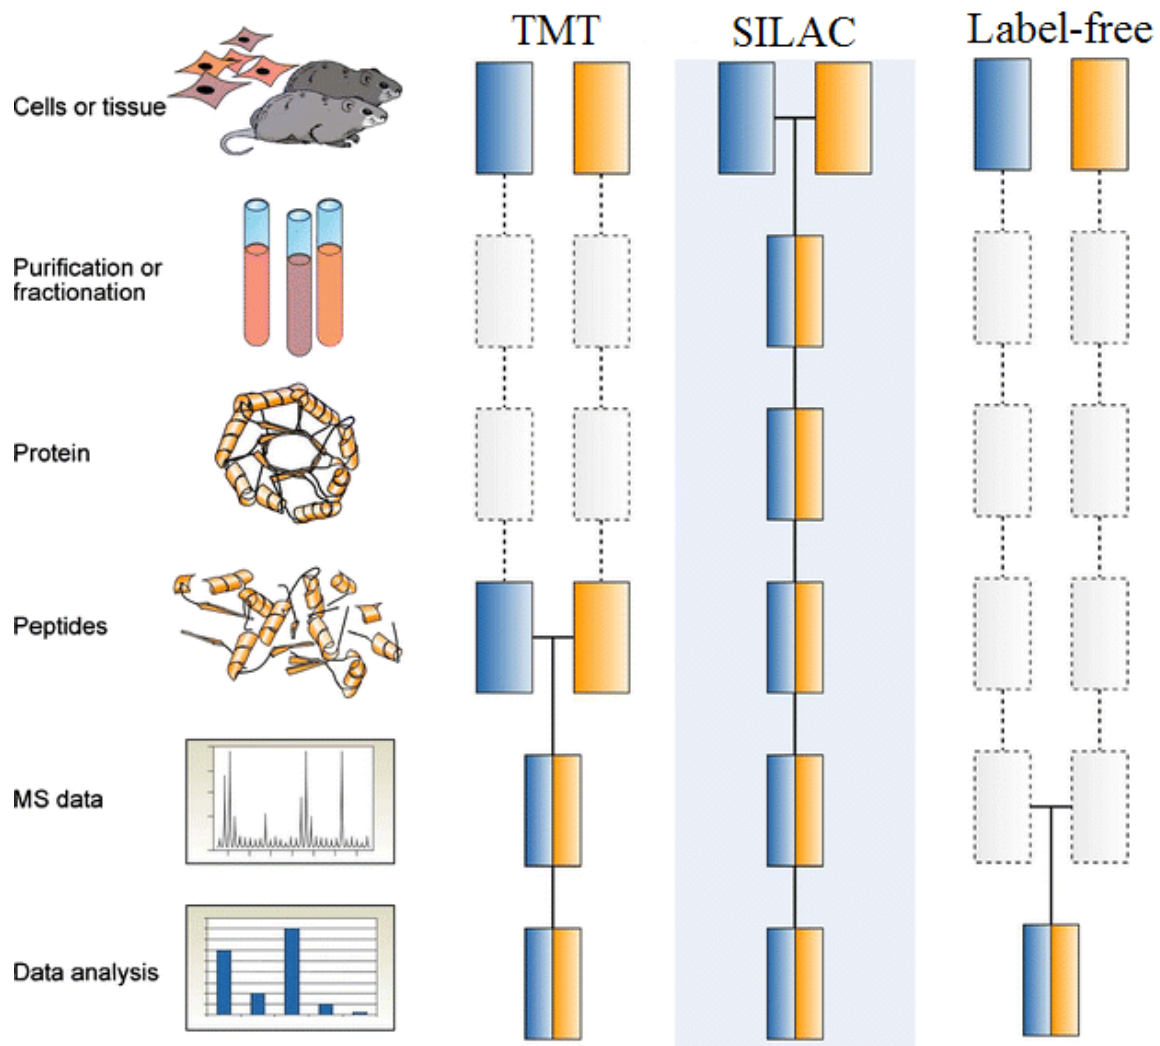 TMT
SILAC
Label-free
Cells or tissue
Purification or
fractionation
Protein
Peptides
MS data
Data analysis